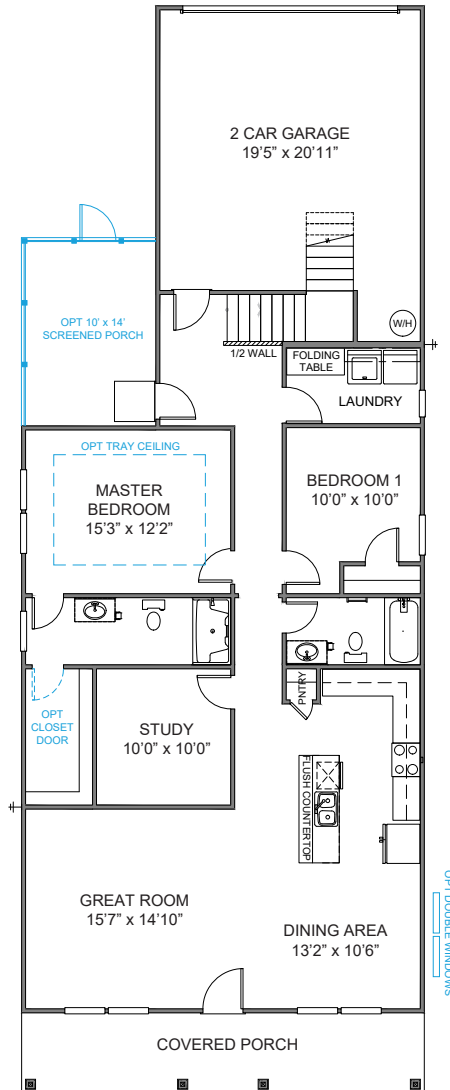 2 CAR GARAGE
19'5" x 20'11"
OPT 10' x 14'
SCREENED PORCH
W/H
1/2 WALL
FOLDING
TABLE
LAUNDRY
OPT TRAY CEILING
MASTER
BEDROOM
15'3" x 12'2"
BEDROOM 1
10'0" x 10'0"
PNTRY
OPT
CLOSET
DOOR
STUDY
10'0" x 10'0"
FLUSH COUNTERTOP
GREAT ROOM
15'7" x 14'10"
DINING AREA
13'2" x 10'6"
OPT DOUBLE WINDOWS
COVERED PORCH